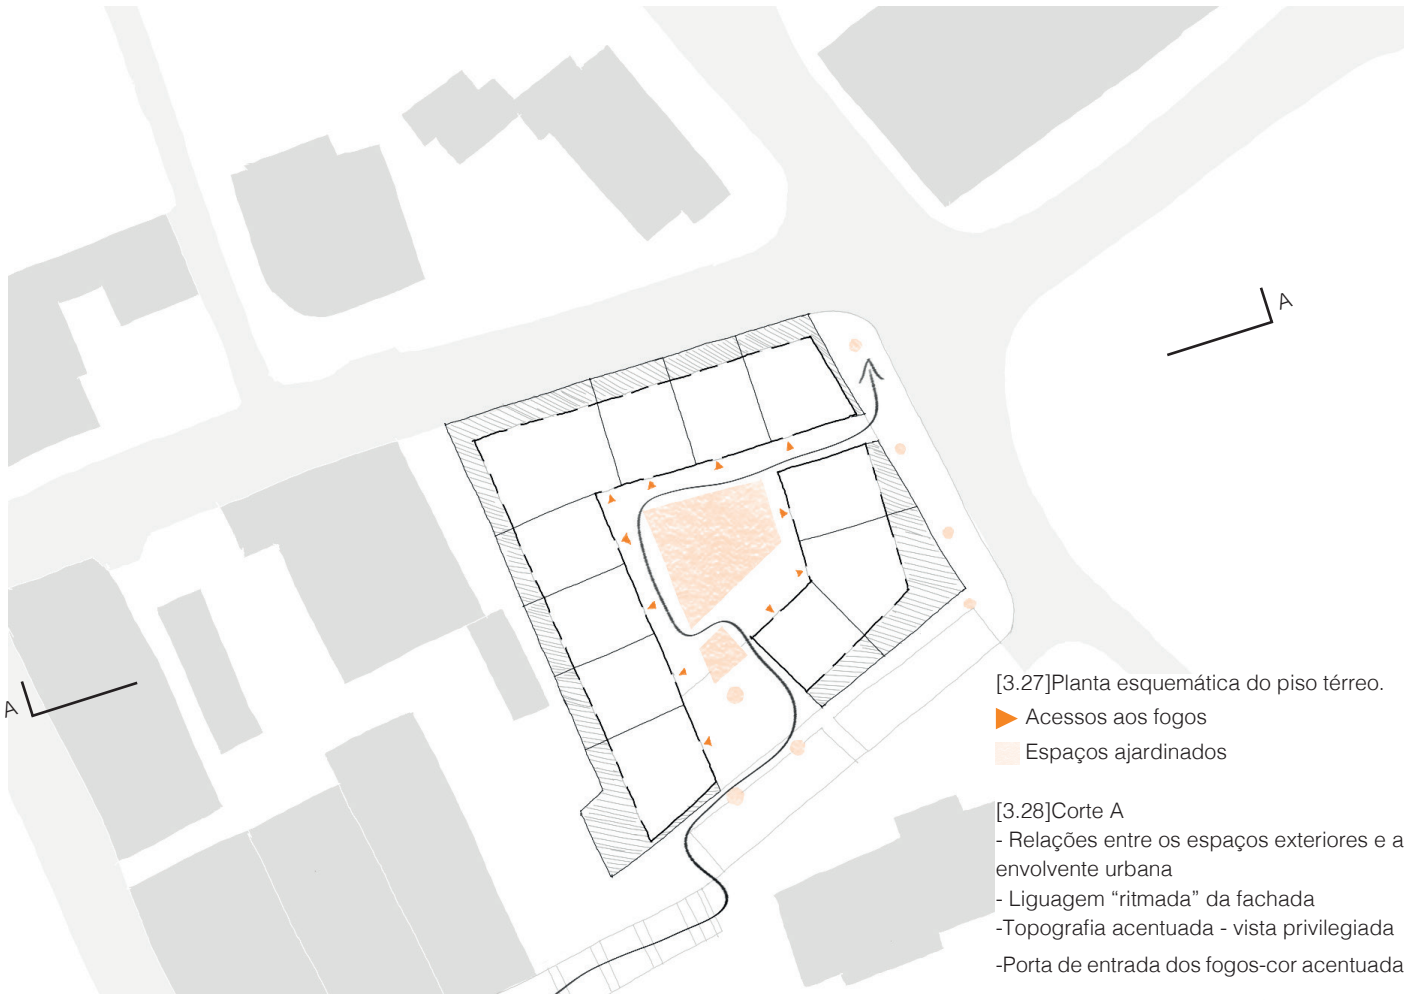 A
A
[3.27]Planta esquemática do piso térreo.
Acessos aos fogos
Espaços ajardinados
[3.28]Corte A
- Relações entre os espaços exteriores e a
envolvente urbana
- Liguagem “ritmada” da fachada
-Topografia acentuada - vista privilegiada
-Porta de entrada dos fogos-cor acentuada